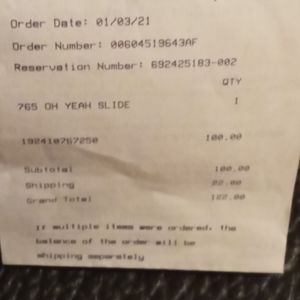 Order Date: 01/03/21
Order Number: 00604519643AF
Reservation Number: 692425183-002
QTY
765 OH YEAH SLIDE 1
192410767250 100.00
Subtotal 100.00
Shipping 22.00
Grand Total 122.00
If multiple items were ordered, the
balance of the order will be
shipping seperately